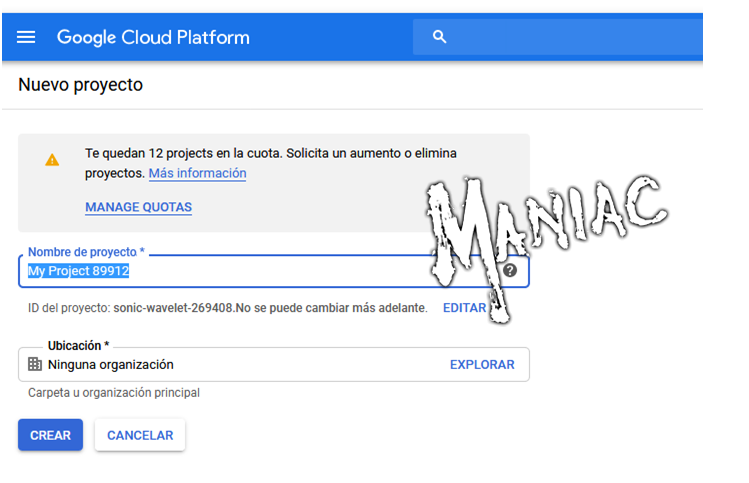 Google Cloud Platform
Nuevo proyecto
Te quedan 12 projects en la cuota. Solicita un aumento o elimina
proyectos. Más información
MANAGE QUOTAS
MANIAC
Nombre de proyecto *
My Project 89912
ID del proyecto: sonic-wavelet-269408.No se puede cambiar más adelante. EDITAR
Ubicación *
Ninguna organización EXPLORAR
Carpeta u organización principal
CREAR CANCELAR